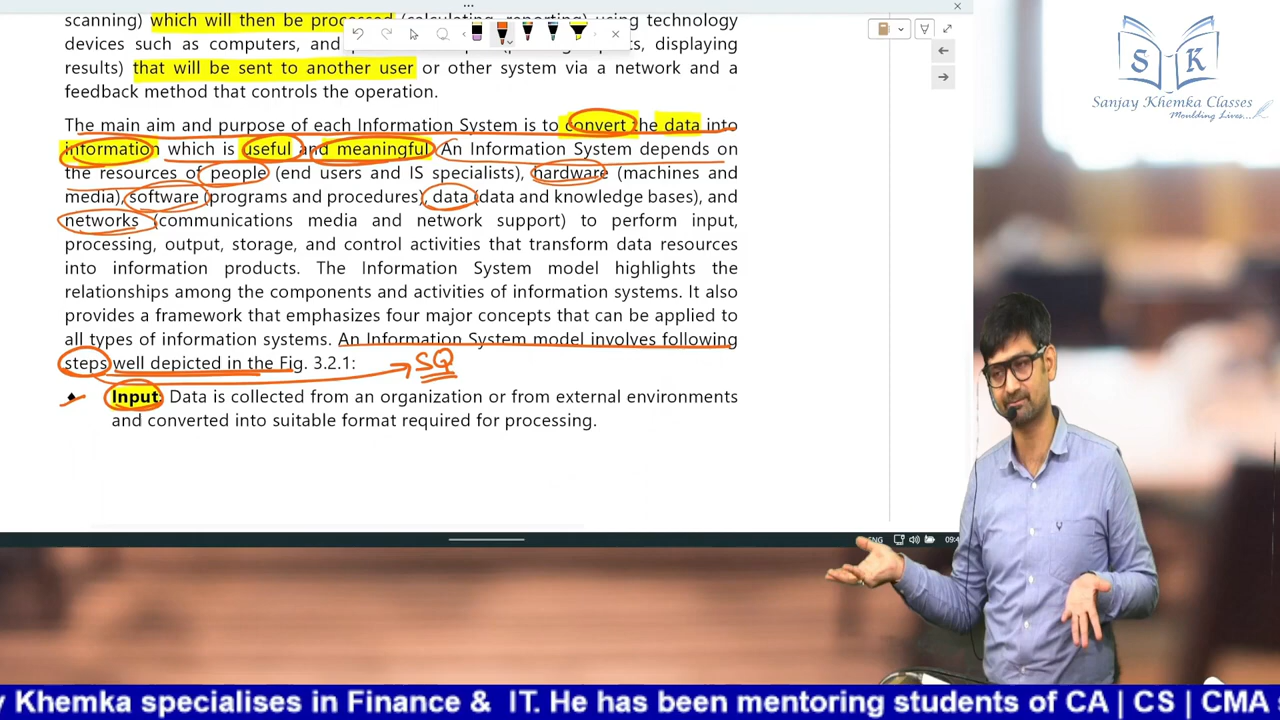 scanning) which will then be processed (calculating, reporting) using technology
devices such as computers, and displaying
results) that will be sent to another user or other system via a network and a
feedback method that controls the operation.
The main aim and purpose of each Information System is to convert the data into
information which is useful and meaningful. An Information System depends on
the resources of people (end users and IS specialists), hardware (machines and
media), software (programs and procedures), data (data and knowledge bases), and
networks (communications media and network support) to perform input,
processing, output, storage, and control activities that transform data resources
into information products. The Information System model highlights the
relationships among the components and activities of information systems. It also
provides a framework that emphasizes four major concepts that can be applied to
all types of information systems. An Information System model involves following
steps well depicted in the Fig. 3.2.1:
SQ
Input: Data is collected from an organization or from external environments
and converted into suitable format required for processing.
ENG
09:4
S K
Sanjay Khemka Classes
Moulding Lives...
y Khemka specialises in Finance & IT. He has been mentoring students of CA | CS | CMA